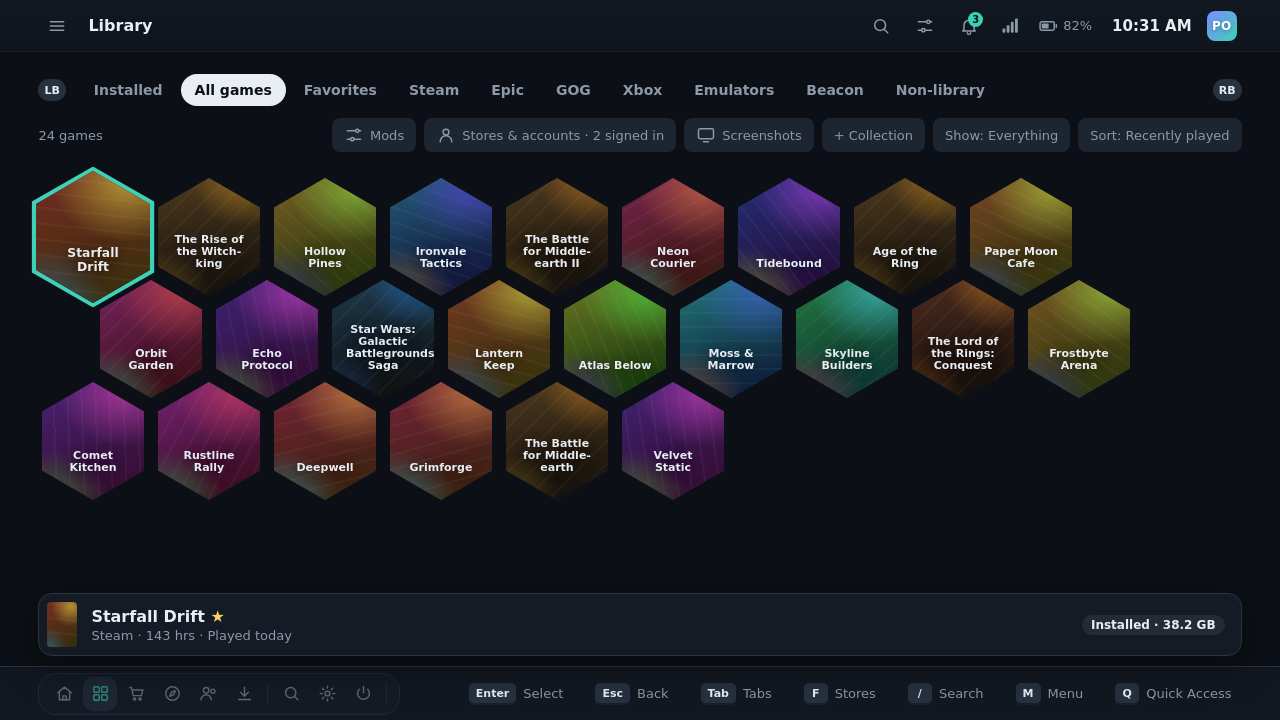 Library
3
82%
10:31 AM
PO
LB
Installed
All games
Favorites
Steam
Epic
GOG
Xbox
Emulators
Beacon
Non-library
RB
24 games
Mods
Stores & accounts · 2 signed in
Screenshots
+ Collection
Show: Everything
Sort: Recently played
Starfall
Drift
The Rise of
the Witch-
king
Hollow
Pines
Ironvale
Tactics
The Battle
for Middle-
earth II
Neon
Courier
Tidebound
Age of the
Ring
Paper Moon
Cafe
Orbit
Garden
Echo
Protocol
Star Wars:
Galactic
Battlegrounds
Saga
Lantern
Keep
Atlas Below
Moss &
Marrow
Skyline
Builders
The Lord of
the Rings:
Conquest
Frostbyte
Arena
Comet
Kitchen
Rustline
Rally
Deepwell
Grimforge
The Battle
for Middle-
earth
Velvet
Static
Starfall Drift ★
Steam · 143 hrs · Played today
Installed · 38.2 GB
Enter Select
Esc Back
Tab Tabs
F Stores
/ Search
M Menu
Q Quick Access